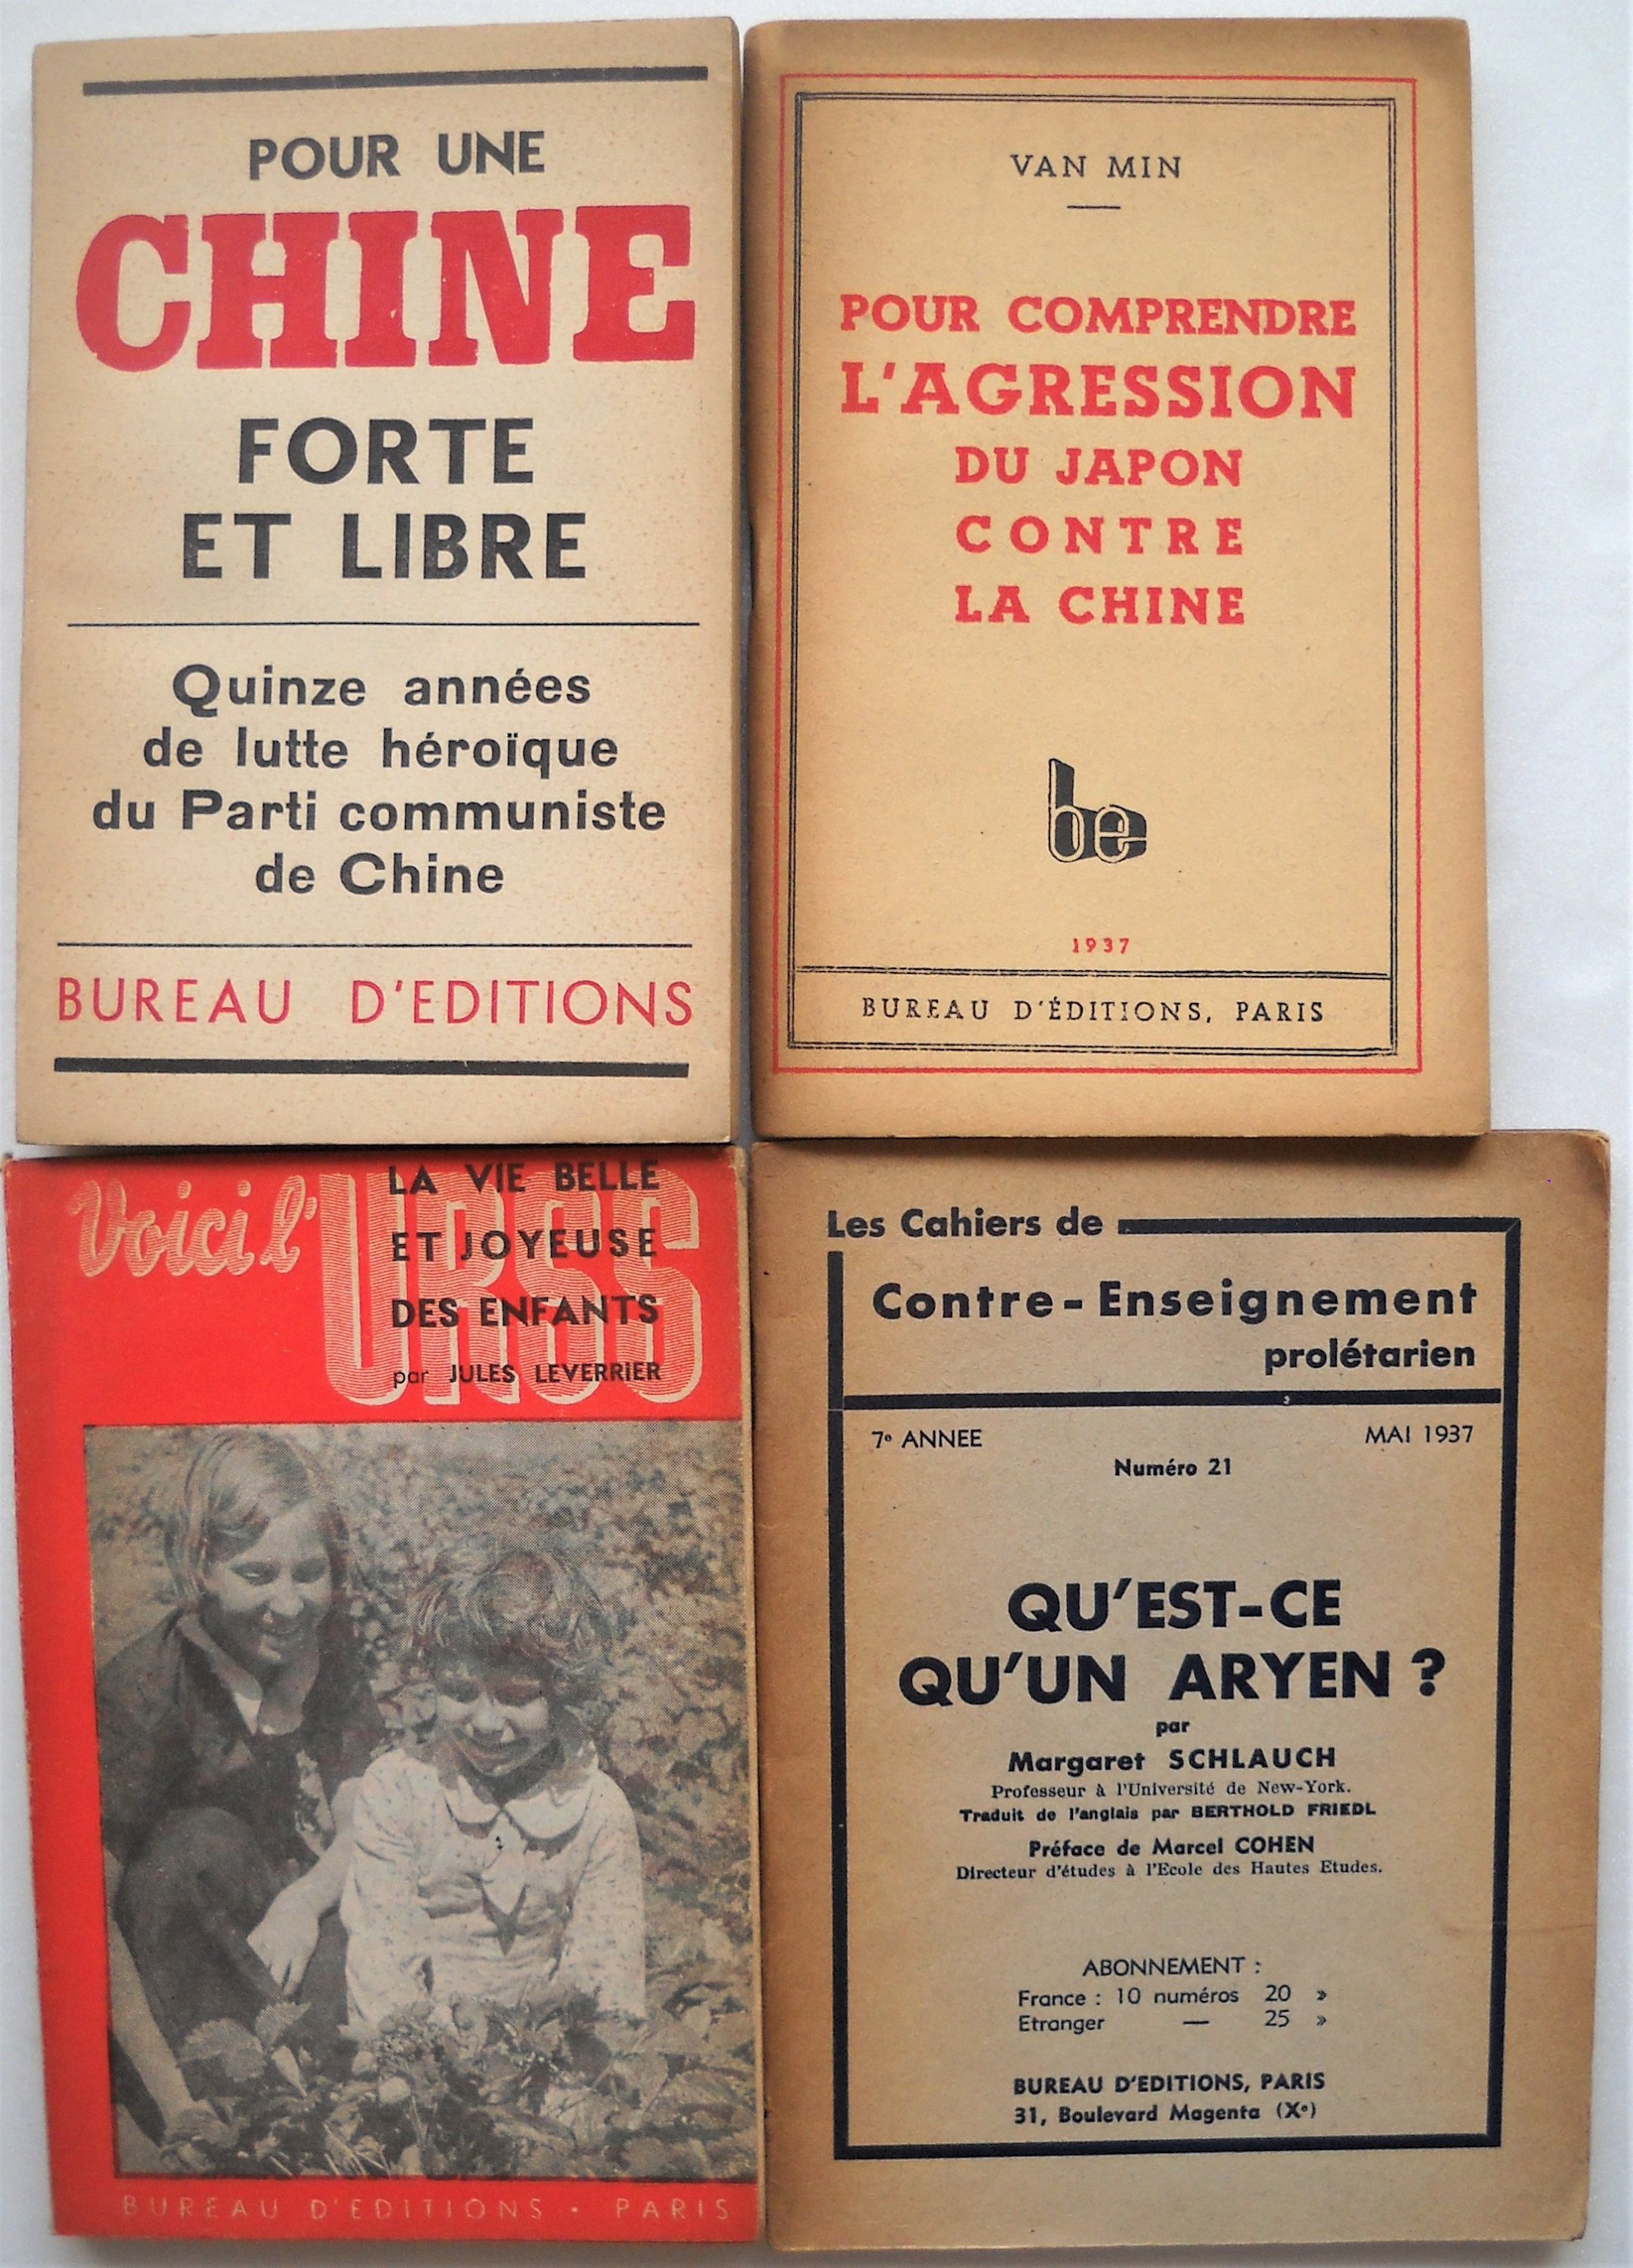 POUR UNE
CHINE
FORTE
ET LIBRE
Quinze années
de lutte héroïque
du Parti communiste
de Chine
BUREAU D'EDITIONS
VAN MIN
POUR COMPRENDRE
L'AGRESSION
DU JAPON
CONTRE
LA CHINE
be
1937
BUREAU D'ÉDITIONS, PARIS
Voici l'URSS
LA VIE BELLE
ET JOYEUSE
DES ENFANTS
par JULES LEVERRIER
BUREAU D'EDITIONS • PARIS
Les Cahiers de
Contre-Enseignement
prolétarien
7e ANNEE MAI 1937
Numéro 21
QU'EST-CE
QU'UN ARYEN ?
par
Margaret SCHLAUCH
Professeur à l'Université de New-York.
Traduit de l'anglais par BERTHOLD FRIEDL
Préface de Marcel COHEN
Directeur d'études à l'Ecole des Hautes Etudes.
ABONNEMENT :
France : 10 numéros 20 »
Etranger — 25 »
BUREAU D'EDITIONS, PARIS
31, Boulevard Magenta (Xe)